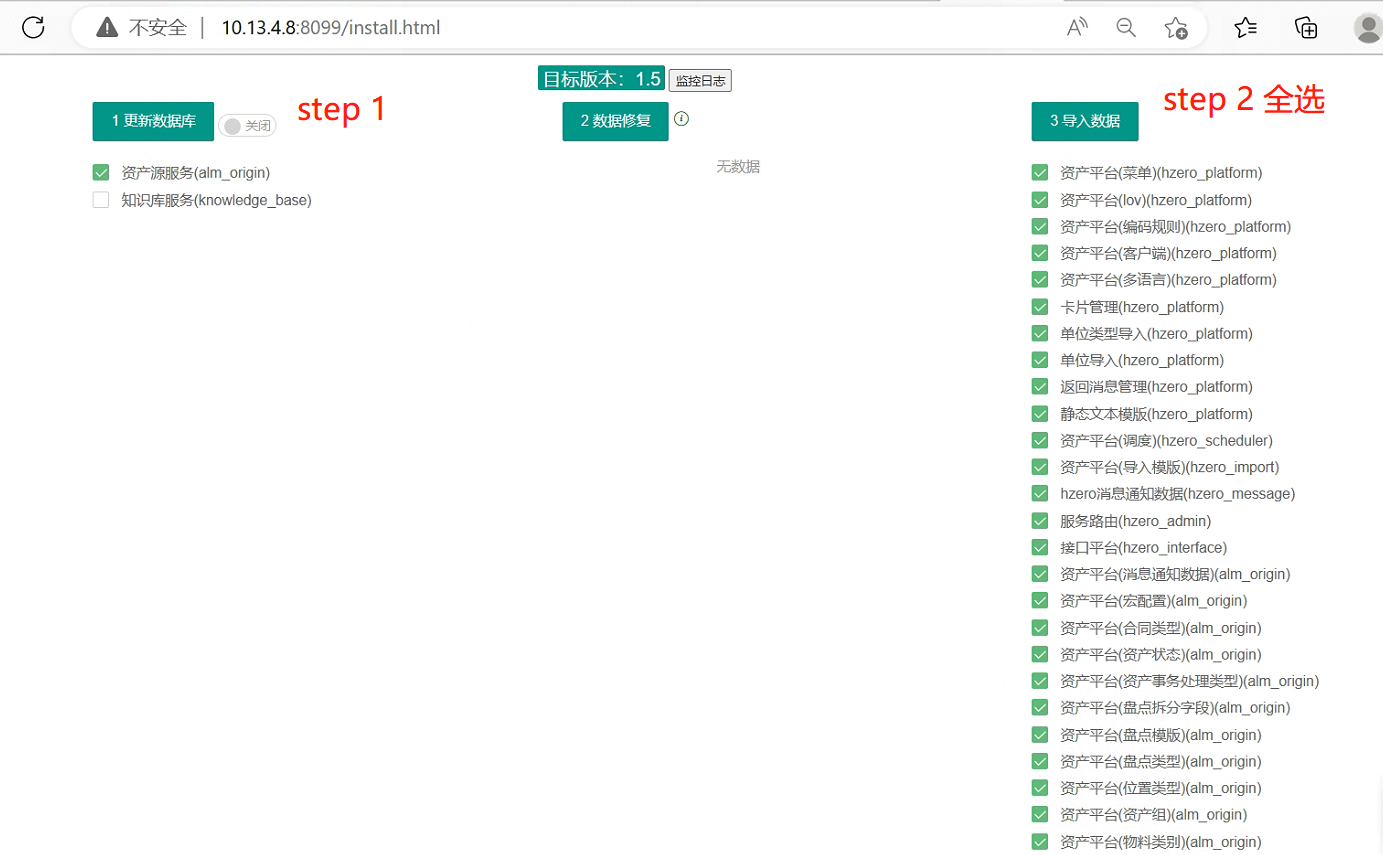 不安全 10.13.4.8:8099/install.html
目标版本：1.5 监控日志
1 更新数据库 关闭 step 1
资产源服务(alm_origin)
知识库服务(knowledge_base)
2 数据修复
无数据
step 2 全选
3 导入数据
资产平台(菜单)(hzero_platform)
资产平台(lov)(hzero_platform)
资产平台(编码规则)(hzero_platform)
资产平台(客户端)(hzero_platform)
资产平台(多语言)(hzero_platform)
卡片管理(hzero_platform)
单位类型导入(hzero_platform)
单位导入(hzero_platform)
返回消息管理(hzero_platform)
静态文本模版(hzero_platform)
资产平台(调度)(hzero_scheduler)
资产平台(导入模版)(hzero_import)
hzero消息通知数据(hzero_message)
服务路由(hzero_admin)
接口平台(hzero_interface)
资产平台(消息通知数据)(alm_origin)
资产平台(宏配置)(alm_origin)
资产平台(合同类型)(alm_origin)
资产平台(资产状态)(alm_origin)
资产平台(资产事务处理类型)(alm_origin)
资产平台(盘点拆分字段)(alm_origin)
资产平台(盘点模版)(alm_origin)
资产平台(盘点类型)(alm_origin)
资产平台(位置类型)(alm_origin)
资产平台(资产组)(alm_origin)
资产平台(物料类别)(alm_origin)